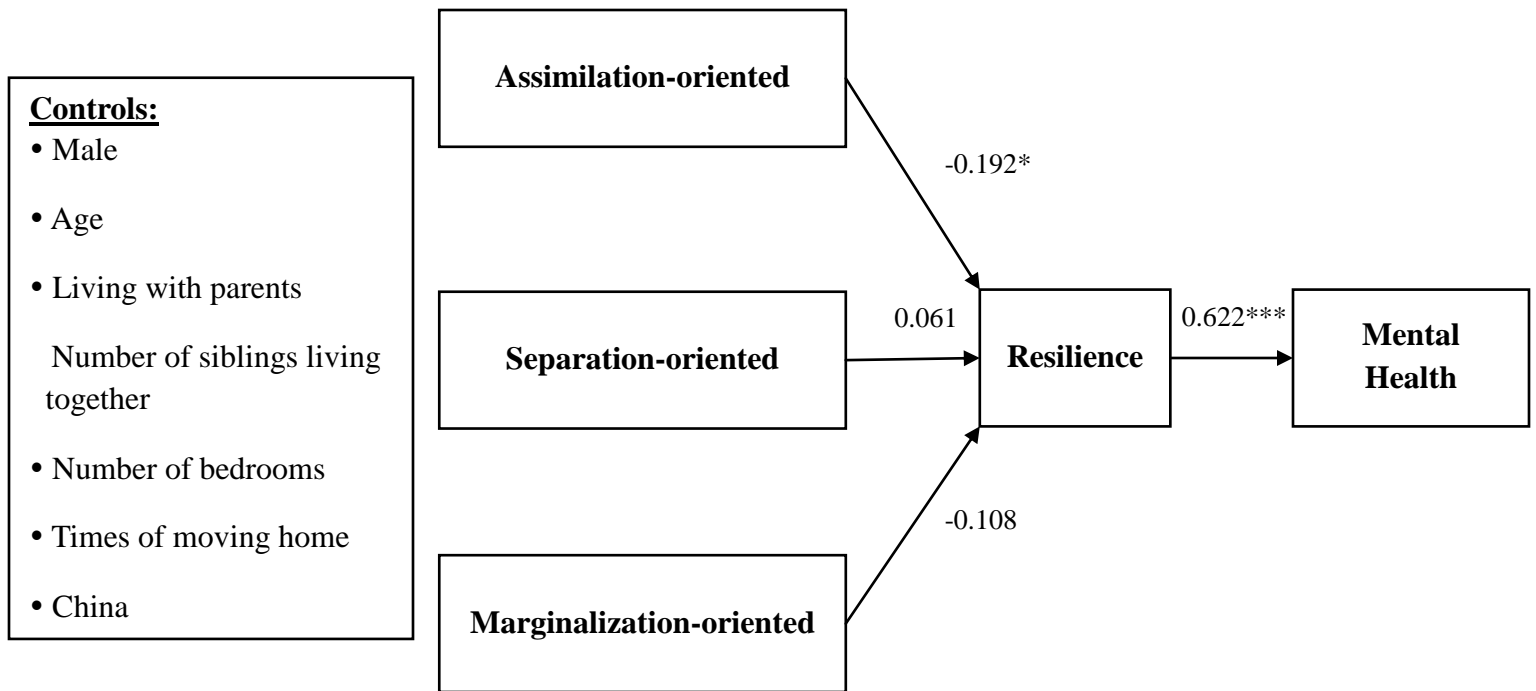 Controls:
• Male
• Age
• Living with parents
Number of siblings living
together
• Number of bedrooms
• Times of moving home
• China
Assimilation-oriented
Separation-oriented
Marginalization-oriented
-0.192*
0.061
-0.108
Resilience
0.622***
Mental
Health